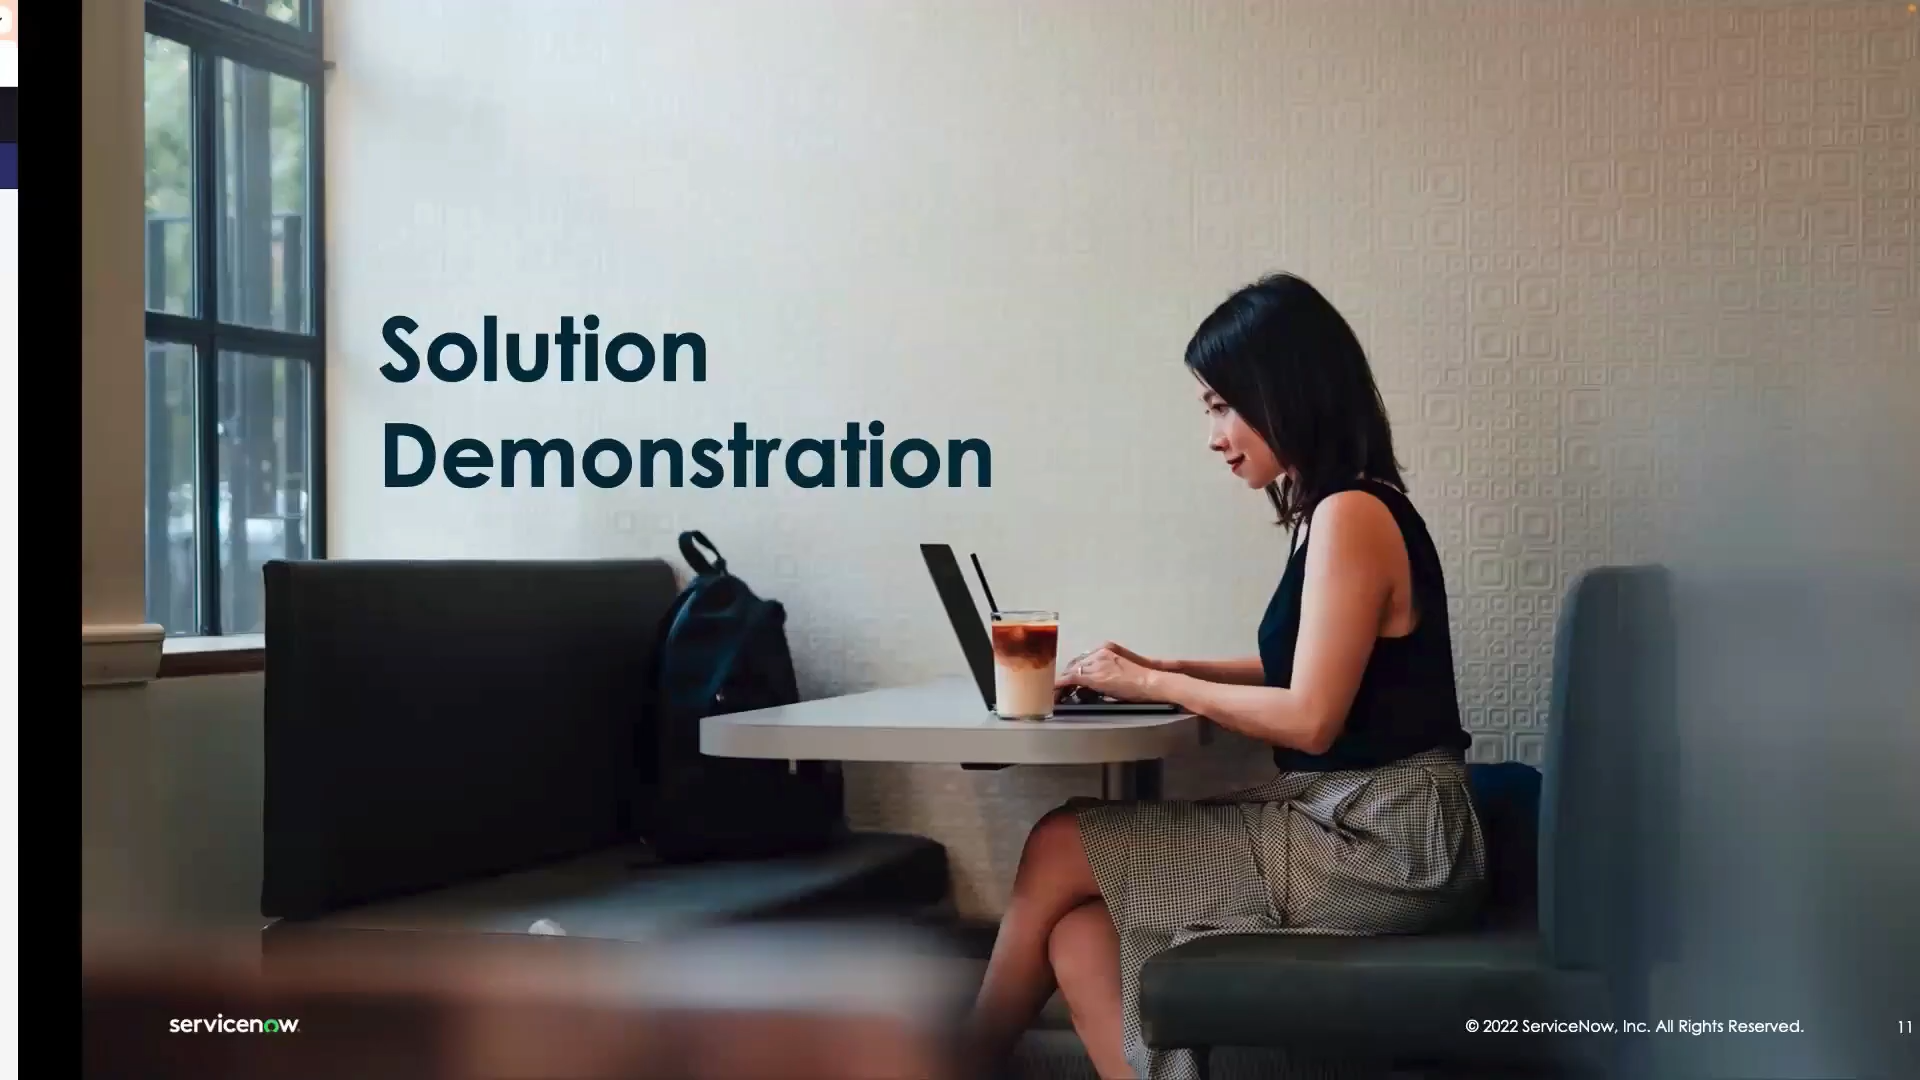 Solution
Demonstration
servicenow
© 2022 ServiceNow, Inc. All Rights Reserved.
11